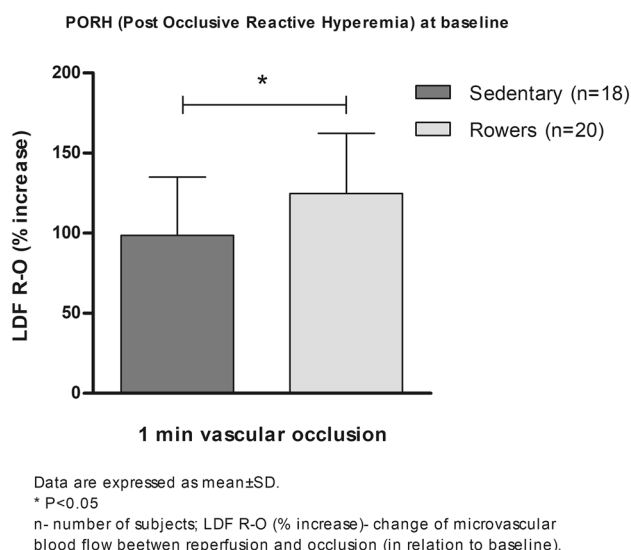 PORH (Post Occlusive Reactive Hyperemia) at baseline
200
150
100
50
0
LDF R-O (% increase)
*
Sedentary (n=18)
Rowers (n=20)
1 min vascular occlusion
Data are expressed as mean±SD.
* P<0.05
n- number of subjects; LDF R-O (% increase)- change of microvascular
blood flow beetwen reperfusion and occlusion (in relation to baseline).